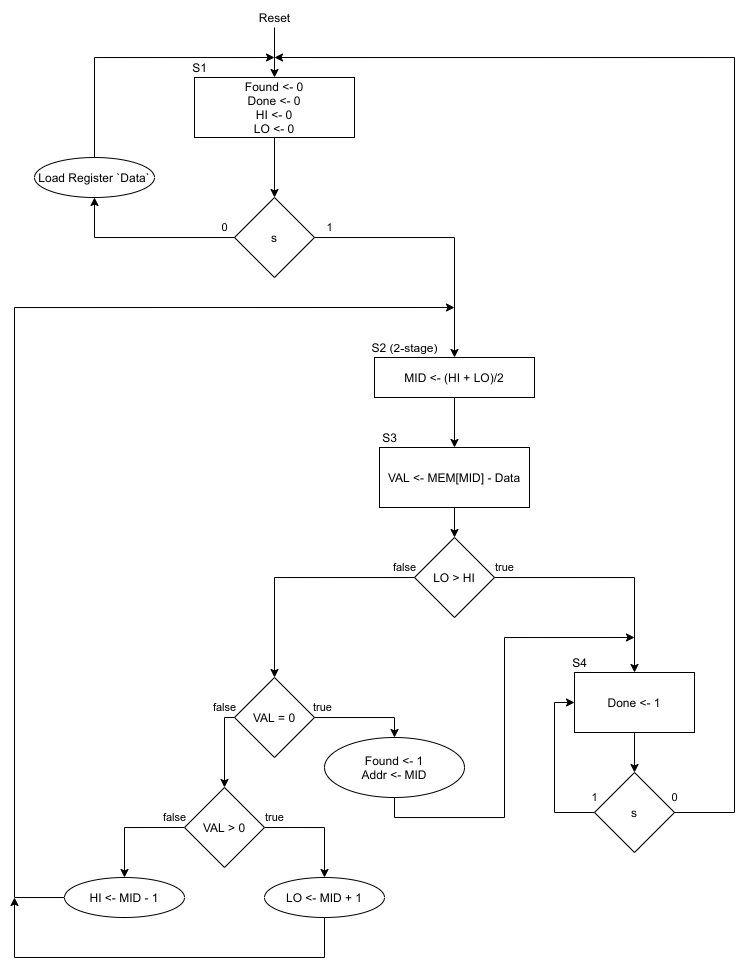 Reset
S1
Found <- 0
Done <- 0
HI <- 0
LO <- 0
Load Register `Data`
0
1
s
S2 (2-stage)
MID <- (HI + LO)/2
S3
VAL <- MEM[MID] - Data
false
true
LO > HI
S4
Done <- 1
false
true
VAL = 0
Found <- 1
Addr <- MID
1
0
s
false
true
VAL > 0
HI <- MID - 1
LO <- MID + 1